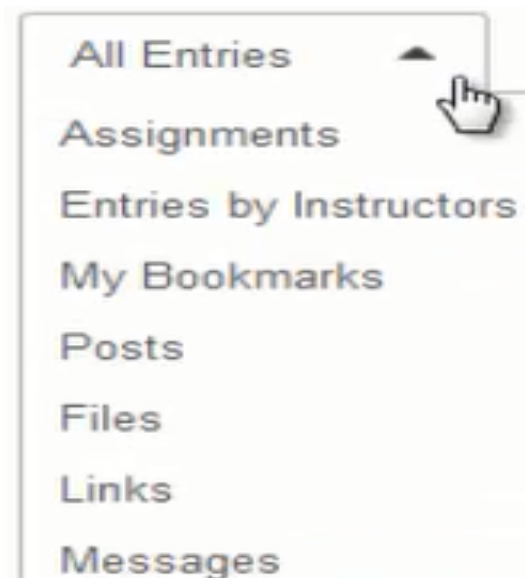 All Entries
Assignments
Entries by Instructors
My Bookmarks
Posts
Files
Links
Messages